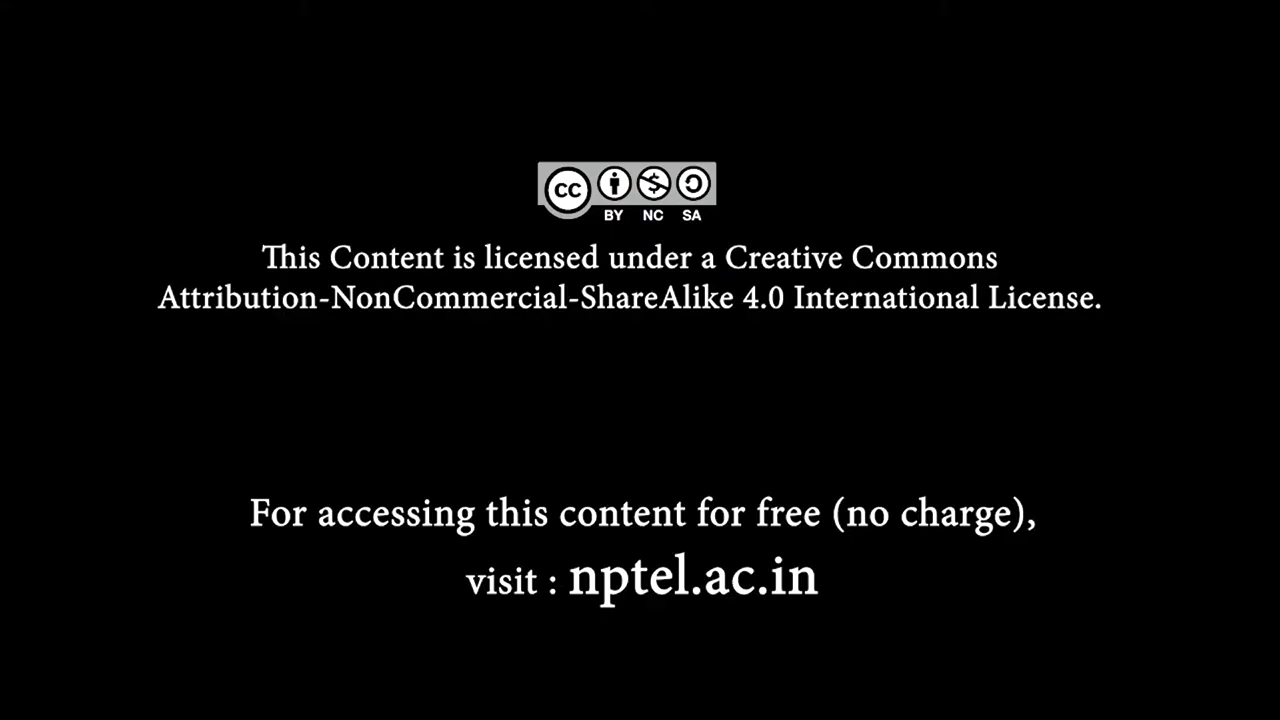 CC BY NC SA
This Content is licensed under a Creative Commons
Attribution-NonCommercial-ShareAlike 4.0 International License.
For accessing this content for free (no charge),
visit : nptel.ac.in